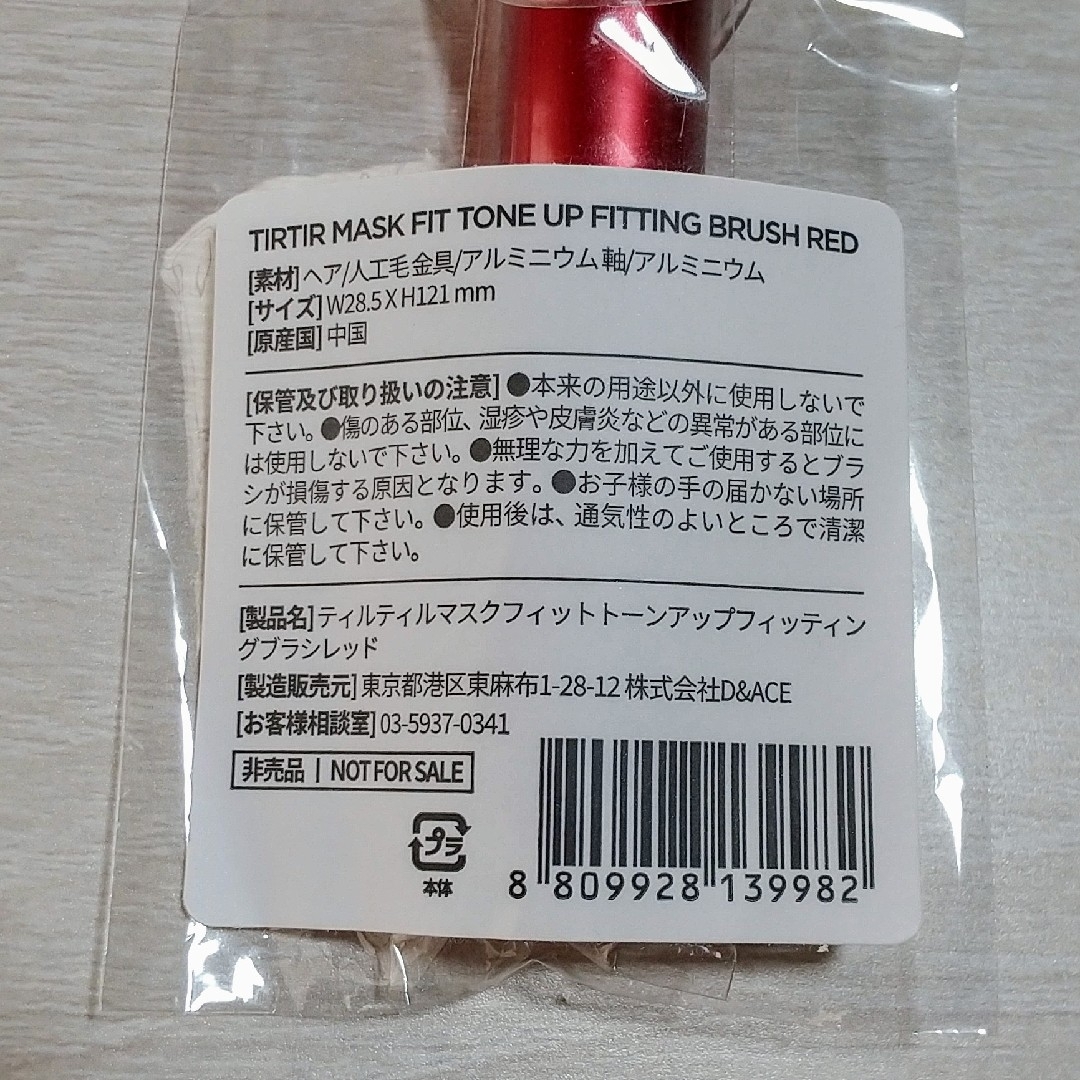 TIRTIR MASK FIT TONE UP FITTING BRUSH RED
[素材]ヘア/人工毛 金具/アルミニウム 軸/アルミニウム
[サイズ] W28.5 X H121 mm
[原産国] 中国
[保管及び取り扱いの注意] ●本来の用途以外に使用しないで
下さい。●傷のある部位、湿疹や皮膚炎などの異常がある部位に
は使用しないで下さい。●無理な力を加えてご使用するとブラ
シが損傷する原因となります。●お子様の手の届かない場所
に保管して下さい。●使用後は、通気性のよいところで清潔
に保管して下さい。
[製品名] ティルティルマスクフィットトーンアップフィッティン
グブラシレッド
[製造販売元] 東京都港区東麻布1-28-12 株式会社D&ACE
[お客様相談室] 03-5937-0341
非売品 | NOT FOR SALE
プラ
本体
8 809928 139982